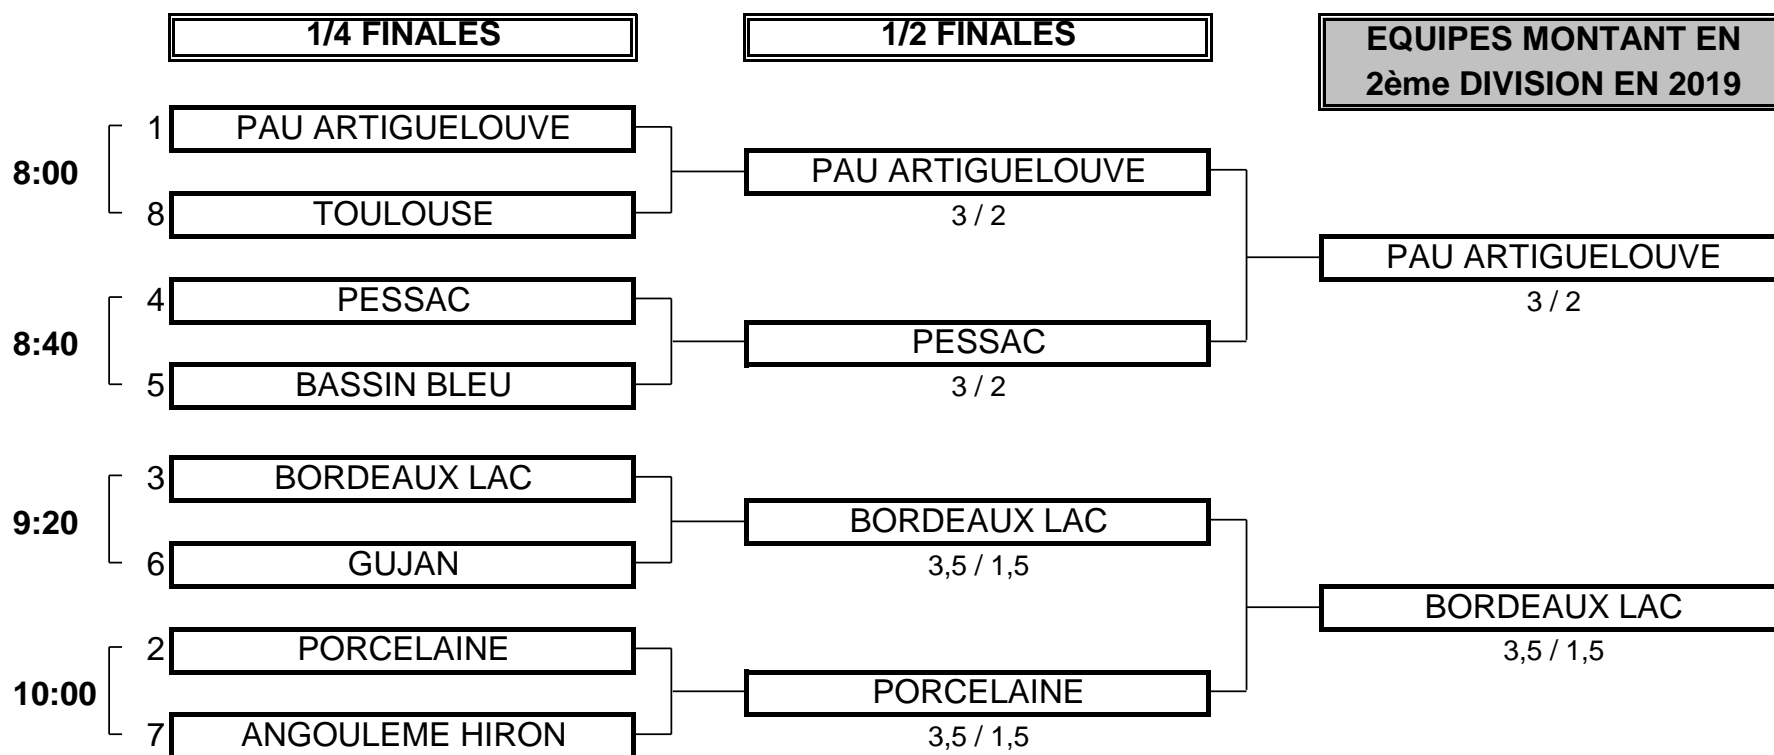 1/4 FINALES
1/2 FINALES
EQUIPES MONTANT EN
2ème DIVISION EN 2019
1 PAU ARTIGUELOUVE
8:00
8 TOULOUSE
PAU ARTIGUELOUVE
3 / 2
4 PESSAC
8:40
5 BASSIN BLEU
PESSAC
3 / 2
PAU ARTIGUELOUVE
3 / 2
3 BORDEAUX LAC
9:20
6 GUJAN
BORDEAUX LAC
3,5 / 1,5
2 PORCELAINE
10:00
7 ANGOULEME HIRON
PORCELAINE
3,5 / 1,5
BORDEAUX LAC
3,5 / 1,5